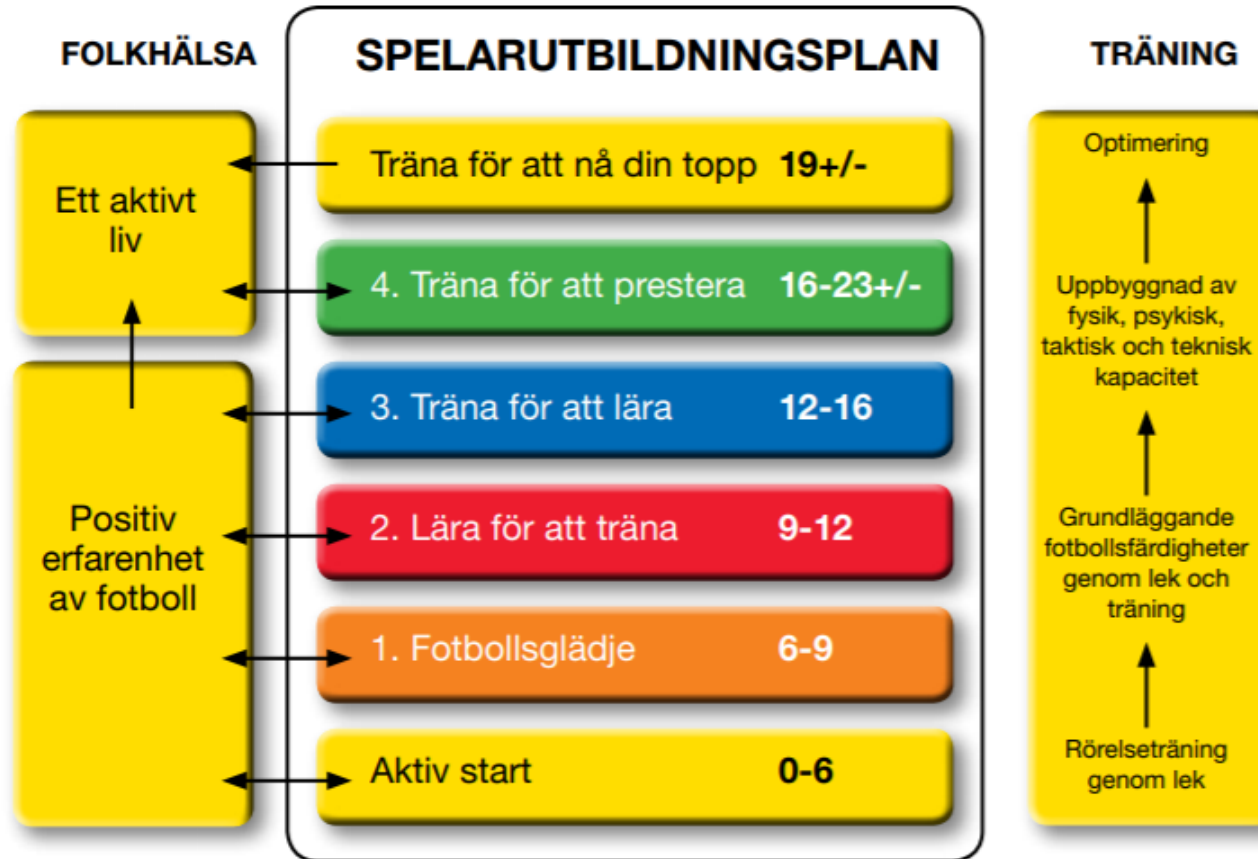 FOLKHÄLSA
Ett aktivt
liv
Positiv
erfarenhet
av fotboll
SPELARUTBILDNINGSPLAN
Träna för att nå din topp 19+/-
4. Träna för att prestera 16-23+/-
3. Träna för att lära 12-16
2. Lära för att träna 9-12
1. Fotbollsglädje 6-9
Aktiv start 0-6
TRÄNING
Optimering
Uppbyggnad av
fysik, psykisk,
taktisk och teknisk
kapacitet
Grundläggande
fotbollsfärdigheter
genom lek och
träning
Rörelseträning
genom lek